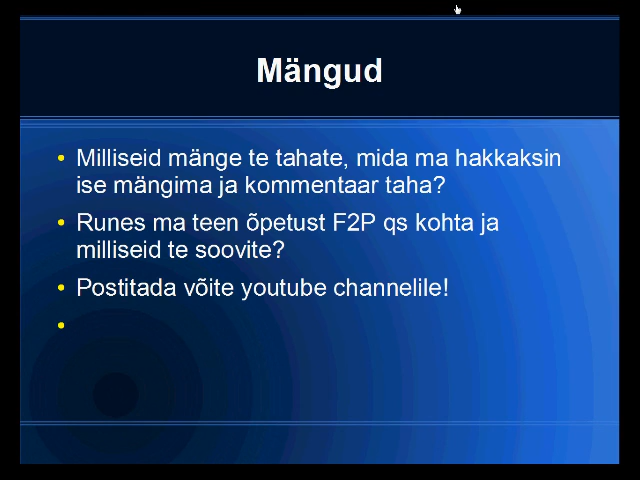 Mängud
Milliseid mänge te tahate, mida ma hakkaksin
ise mängima ja kommentaar taha?
Runes ma teen õpetust F2P qs kohta ja
milliseid te soovite?
Postitada võite youtube channelile!